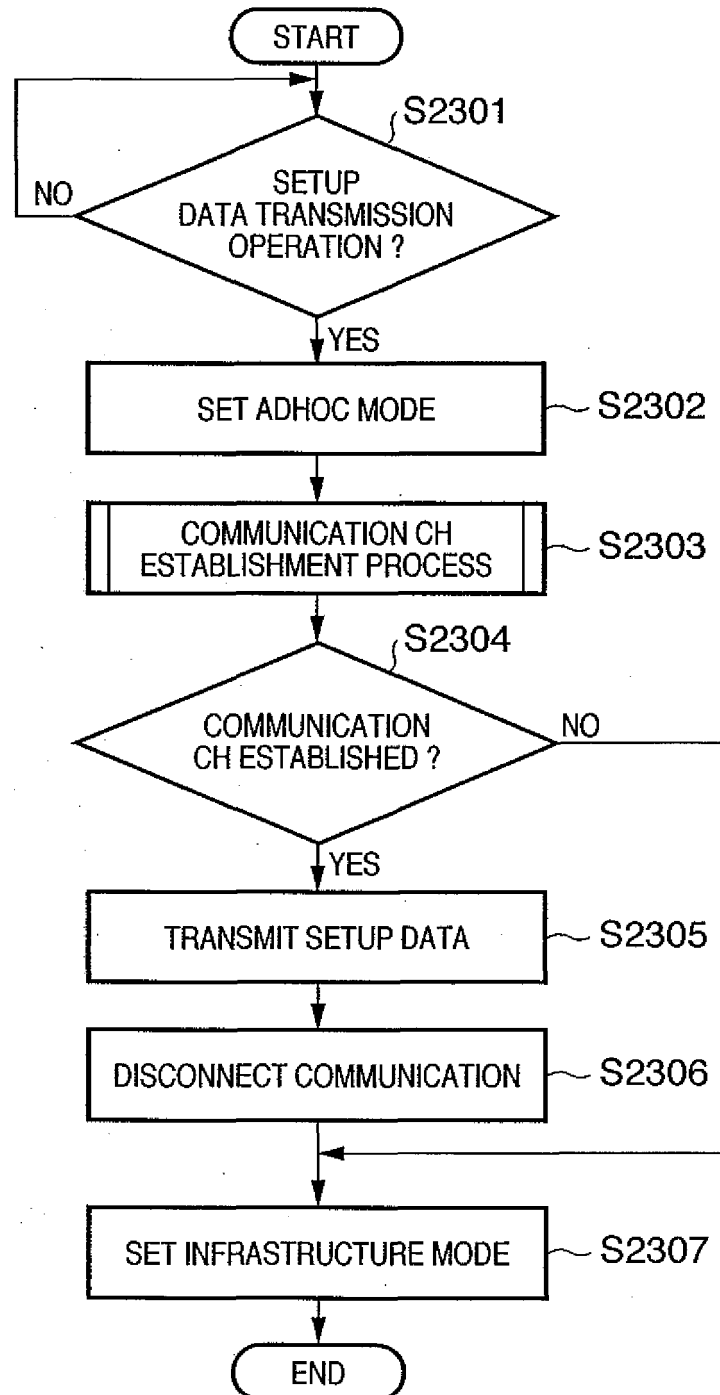 START
S2301
NO
SETUP
DATA TRANSMISSION
OPERATION ?
YES
SET ADHOC MODE
S2302
COMMUNICATION CH
ESTABLISHMENT PROCESS
S2303
S2304
COMMUNICATION
CH ESTABLISHED ?
NO
YES
TRANSMIT SETUP DATA
S2305
DISCONNECT COMMUNICATION
S2306
SET INFRASTRUCTURE MODE
S2307
END